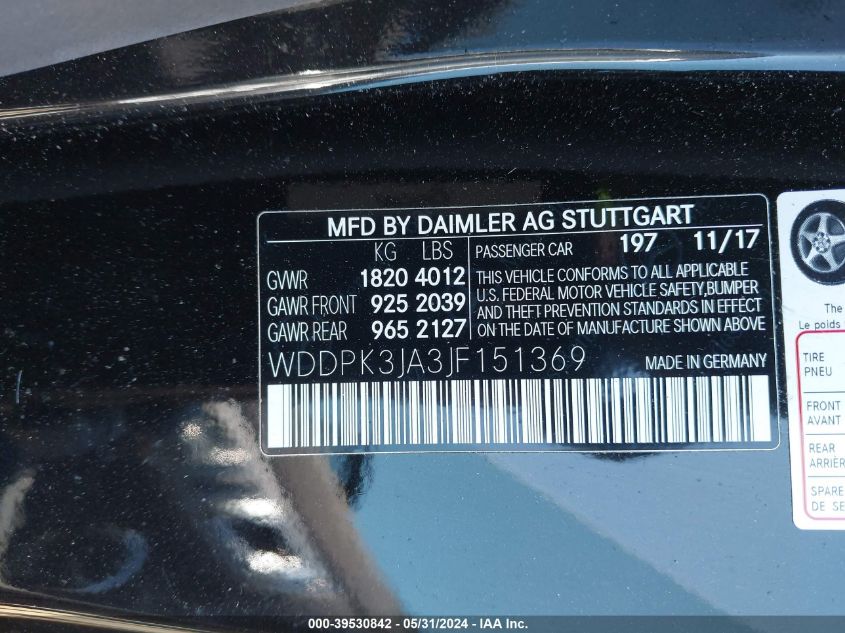 MFD BY DAIMLER AG STUTTGART
KG LBS
GVWR 1820 4012
GAWR FRONT 925 2039
GAWR REAR 965 2127
PASSENGER CAR 197 11/17
THIS VEHICLE CONFORMS TO ALL APPLICABLE
U.S. FEDERAL MOTOR VEHICLE SAFETY,BUMPER
AND THEFT PREVENTION STANDARDS IN EFFECT
ON THE DATE OF MANUFACTURE SHOWN ABOVE
WDDPK3JA3JF151369 MADE IN GERMANY
The
Le poids
TIRE
PNEU
FRONT
AVANT
REAR
ARRIÈR
SPARE
DE SE
000-39530842 - 05/31/2024 - IAA Inc.